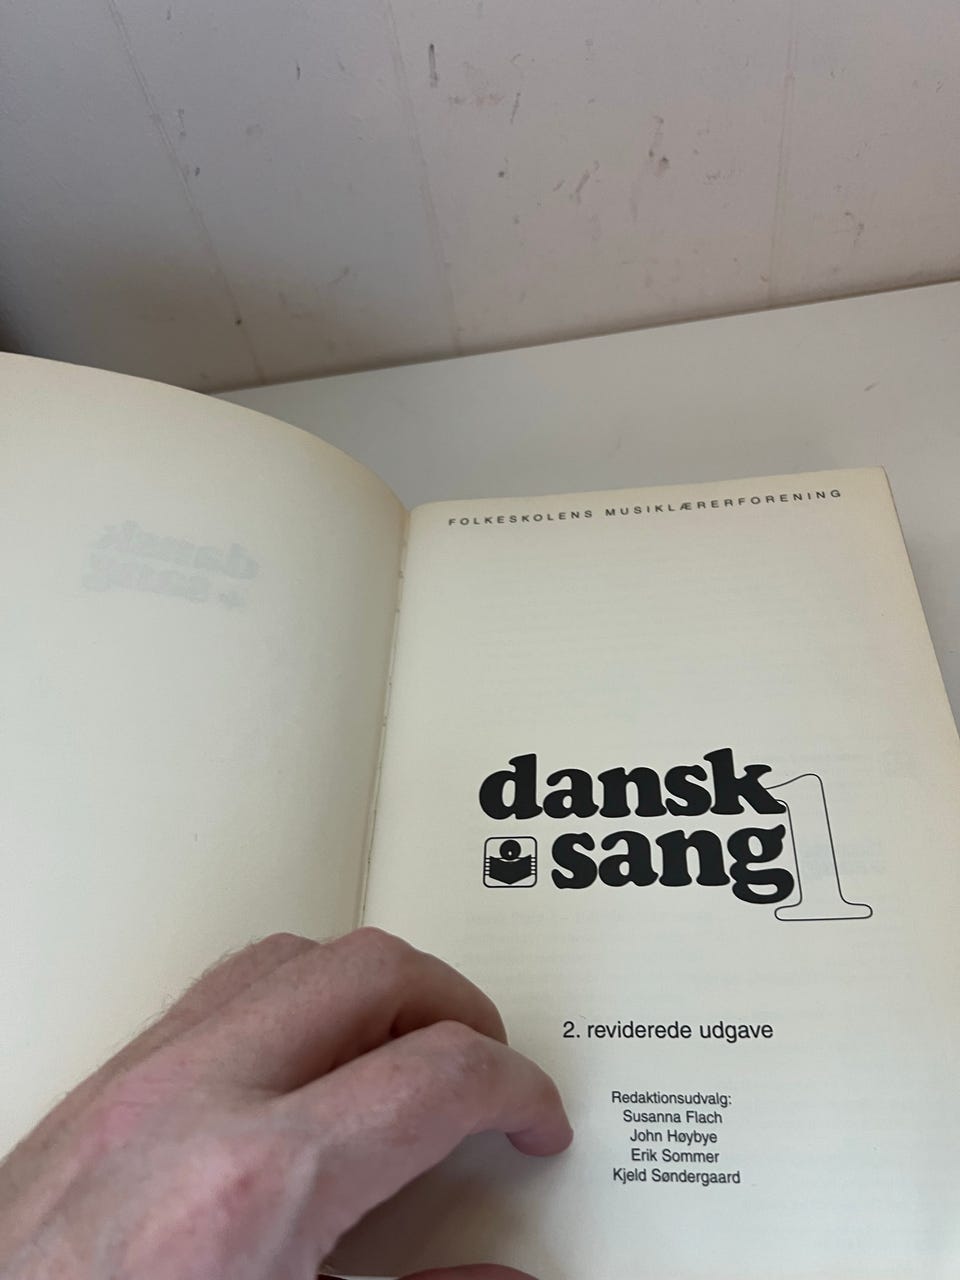 FOLKESKOLENS MUSIKLÆRERFORENING
dansk
sang 1
2. reviderede udgave
Redaktionsudvalg:
Susanna Flach
John Høybye
Erik Sommer
Kjeld Søndergaard